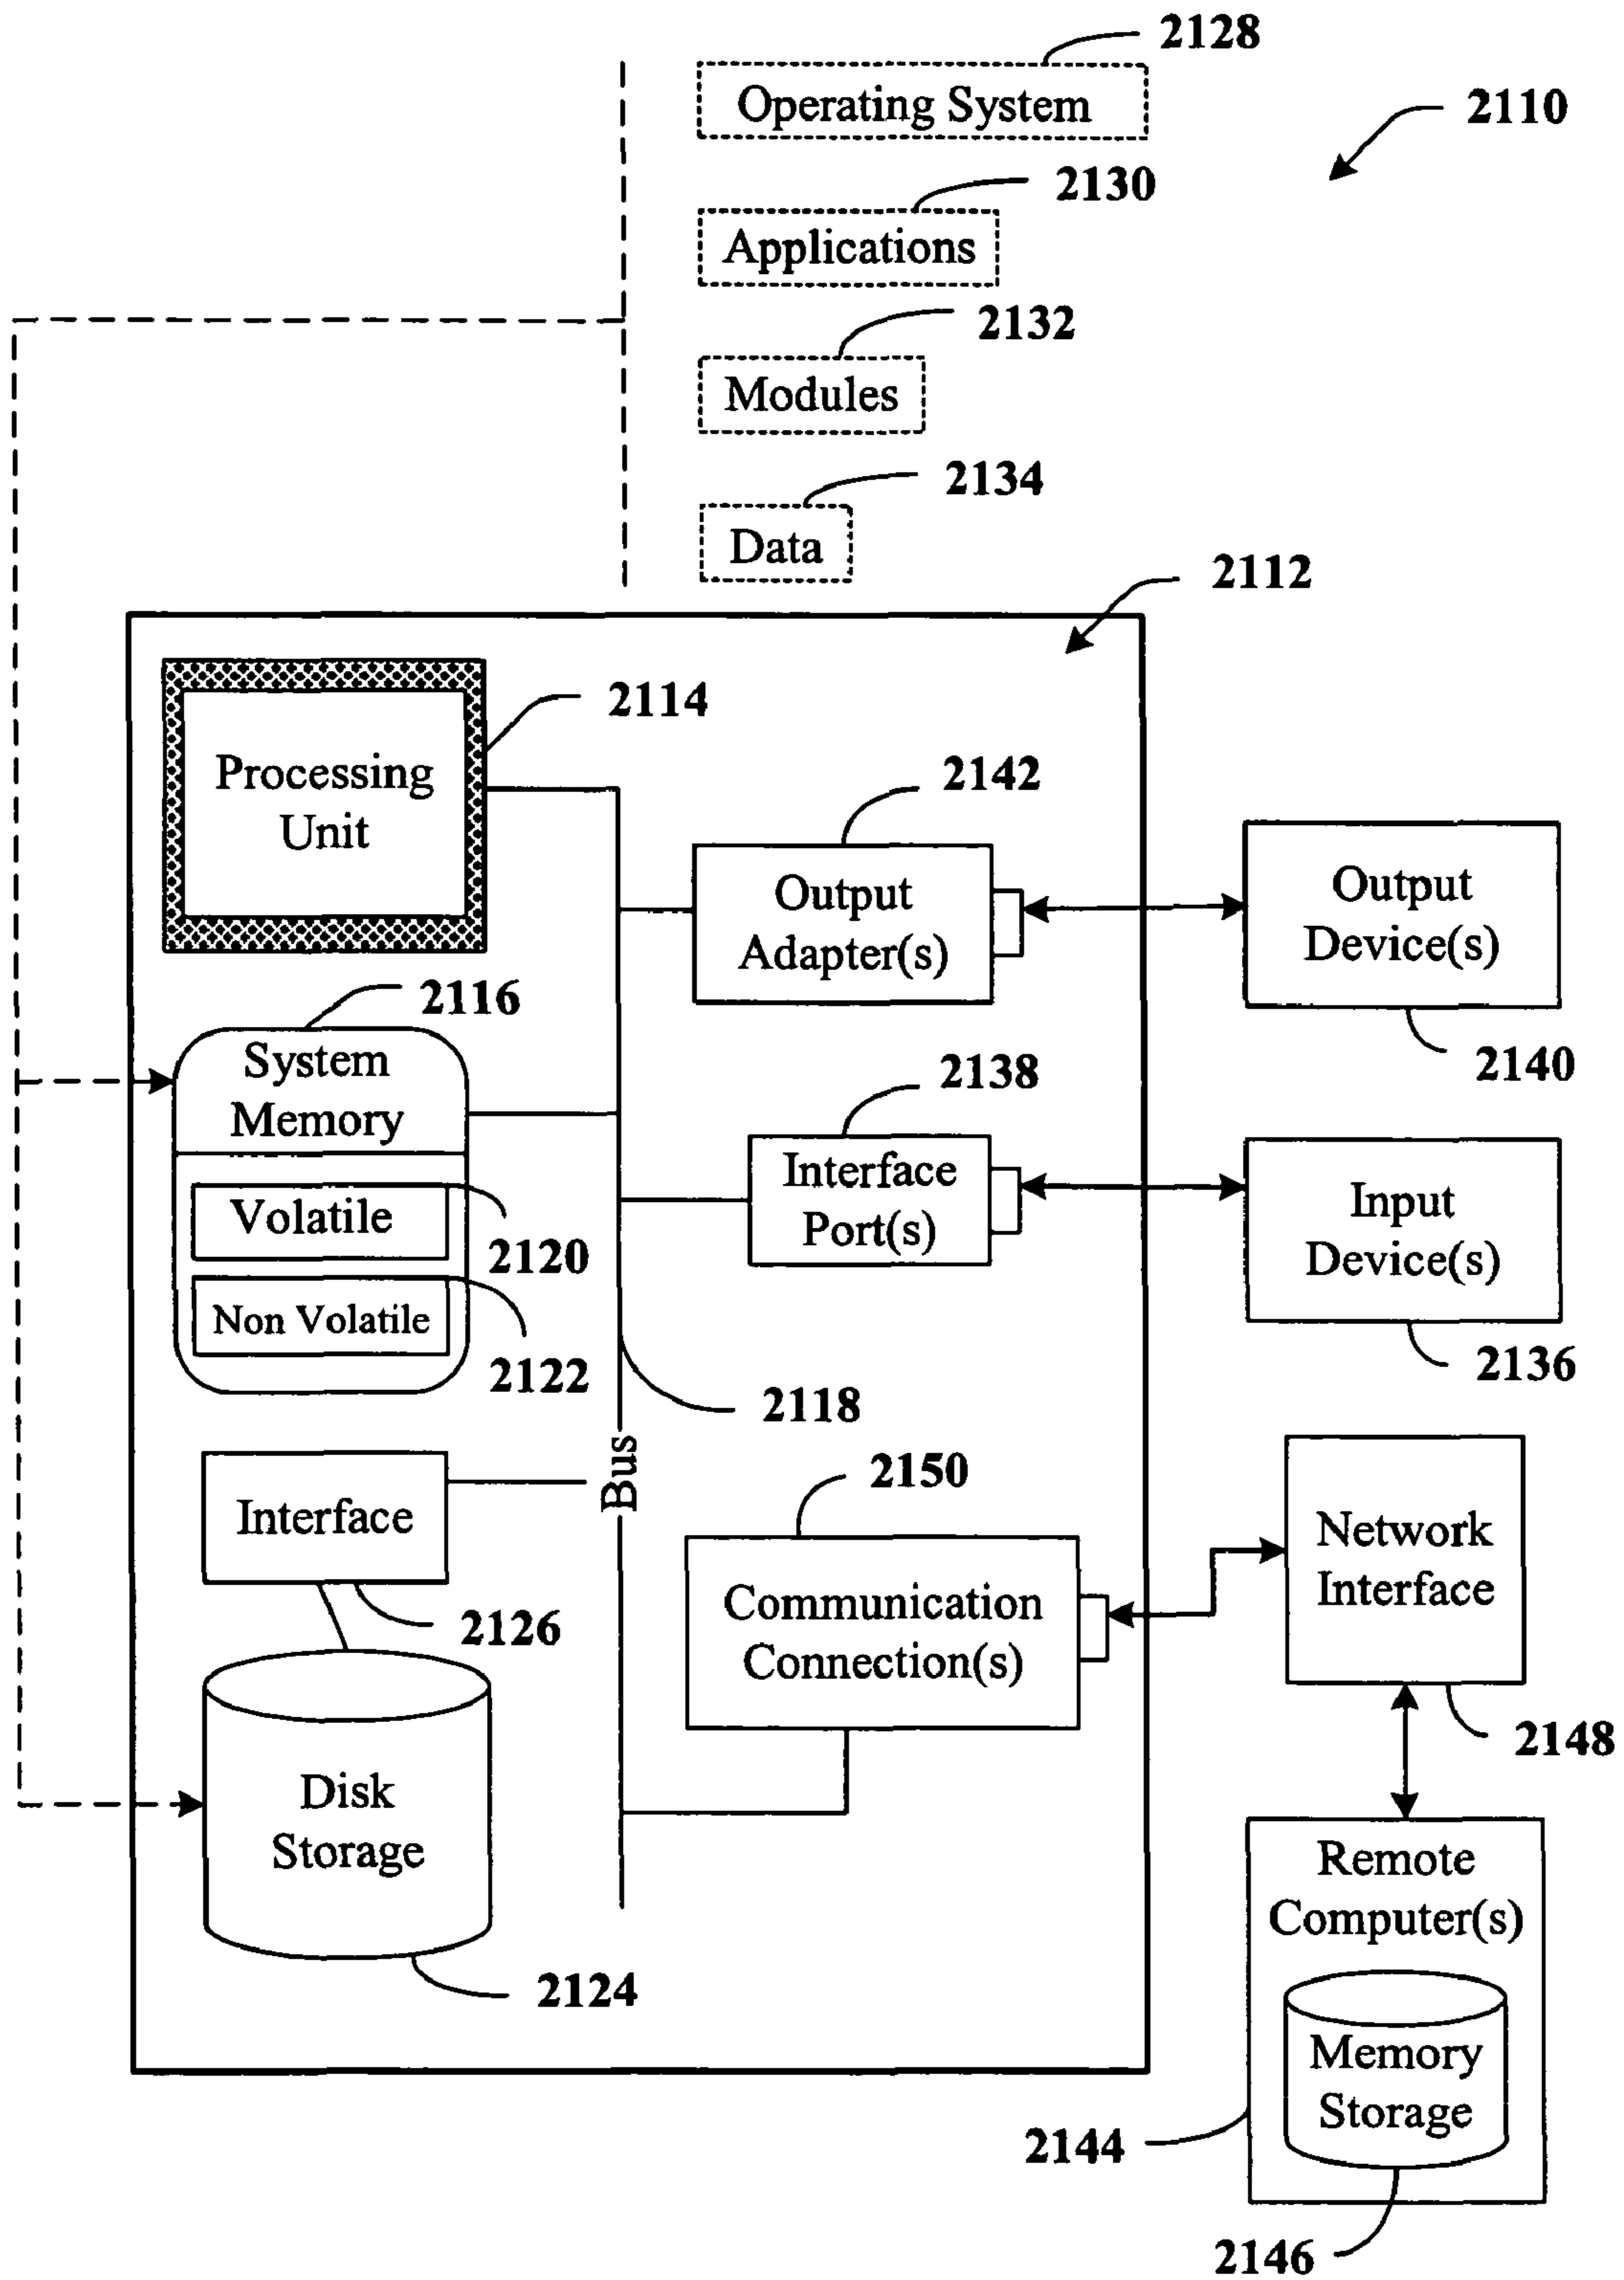 2128
Operating System
2110
2130
Applications
2132
Modules
2134
Data
2112
2114
Processing
Unit
2142
Output
Adapter(s)
Output
Device(s)
2140
2116
System
Memory
2138
Interface
Port(s)
Input
Device(s)
2136
Volatile
2120
Non Volatile
2122
2118
Bus
Interface
2126
2150
Communication
Connection(s)
Network
Interface
2148
Disk
Storage
2124
Remote
Computer(s)
Memory
Storage
2144
2146